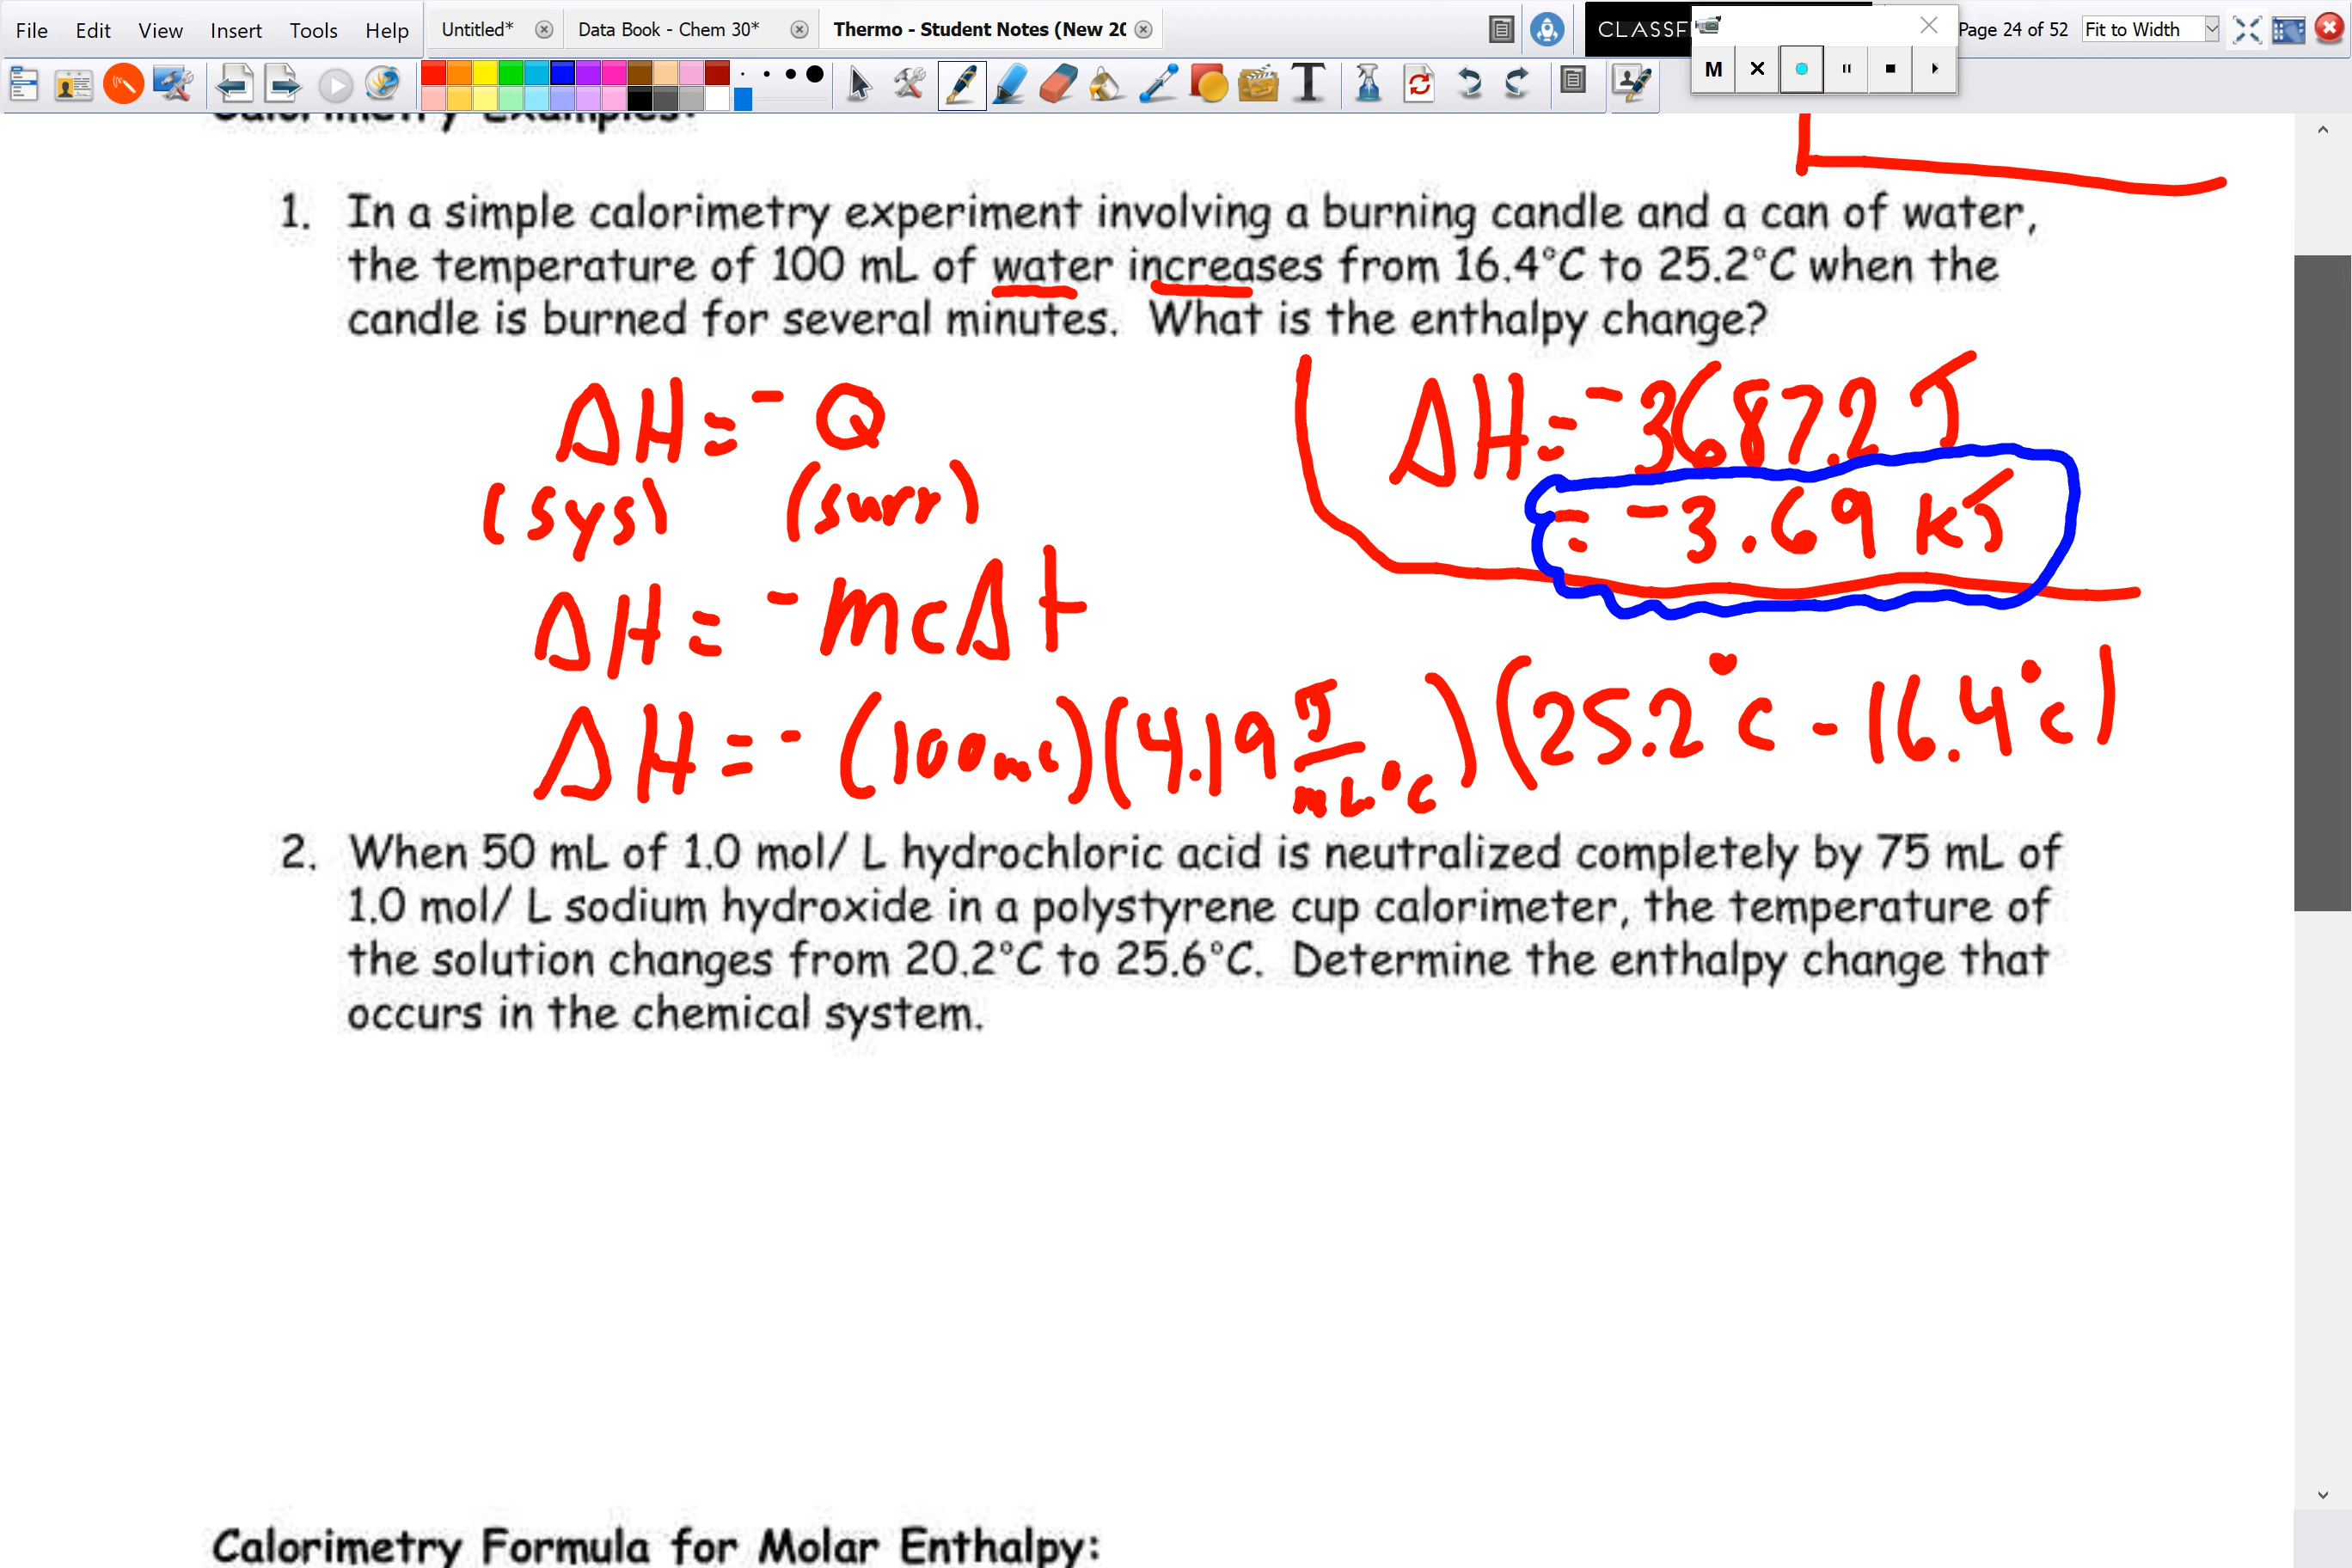 File Edit View Insert Tools Help Untitled* Data Book - Chem 30* Thermo - Student Notes (New 20 CLASSF Page 24 of 52 Fit to Width
M
Calorimetry Examples:
1. In a simple calorimetry experiment involving a burning candle and a can of water,
the temperature of 100 mL of water increases from 16.4°C to 25.2°C when the
candle is burned for several minutes. What is the enthalpy change?
ΔH = -Q
(sys) (surr)
ΔH = -3687.2 J
= -3.69 kJ
ΔH = -mcΔt
ΔH = -(100mL)(4.19 J/mL°C)(25.2°C - 16.4°C)
2. When 50 mL of 1.0 mol/ L hydrochloric acid is neutralized completely by 75 mL of
1.0 mol/ L sodium hydroxide in a polystyrene cup calorimeter, the temperature of
the solution changes from 20.2°C to 25.6°C. Determine the enthalpy change that
occurs in the chemical system.
Calorimetry Formula for Molar Enthalpy: